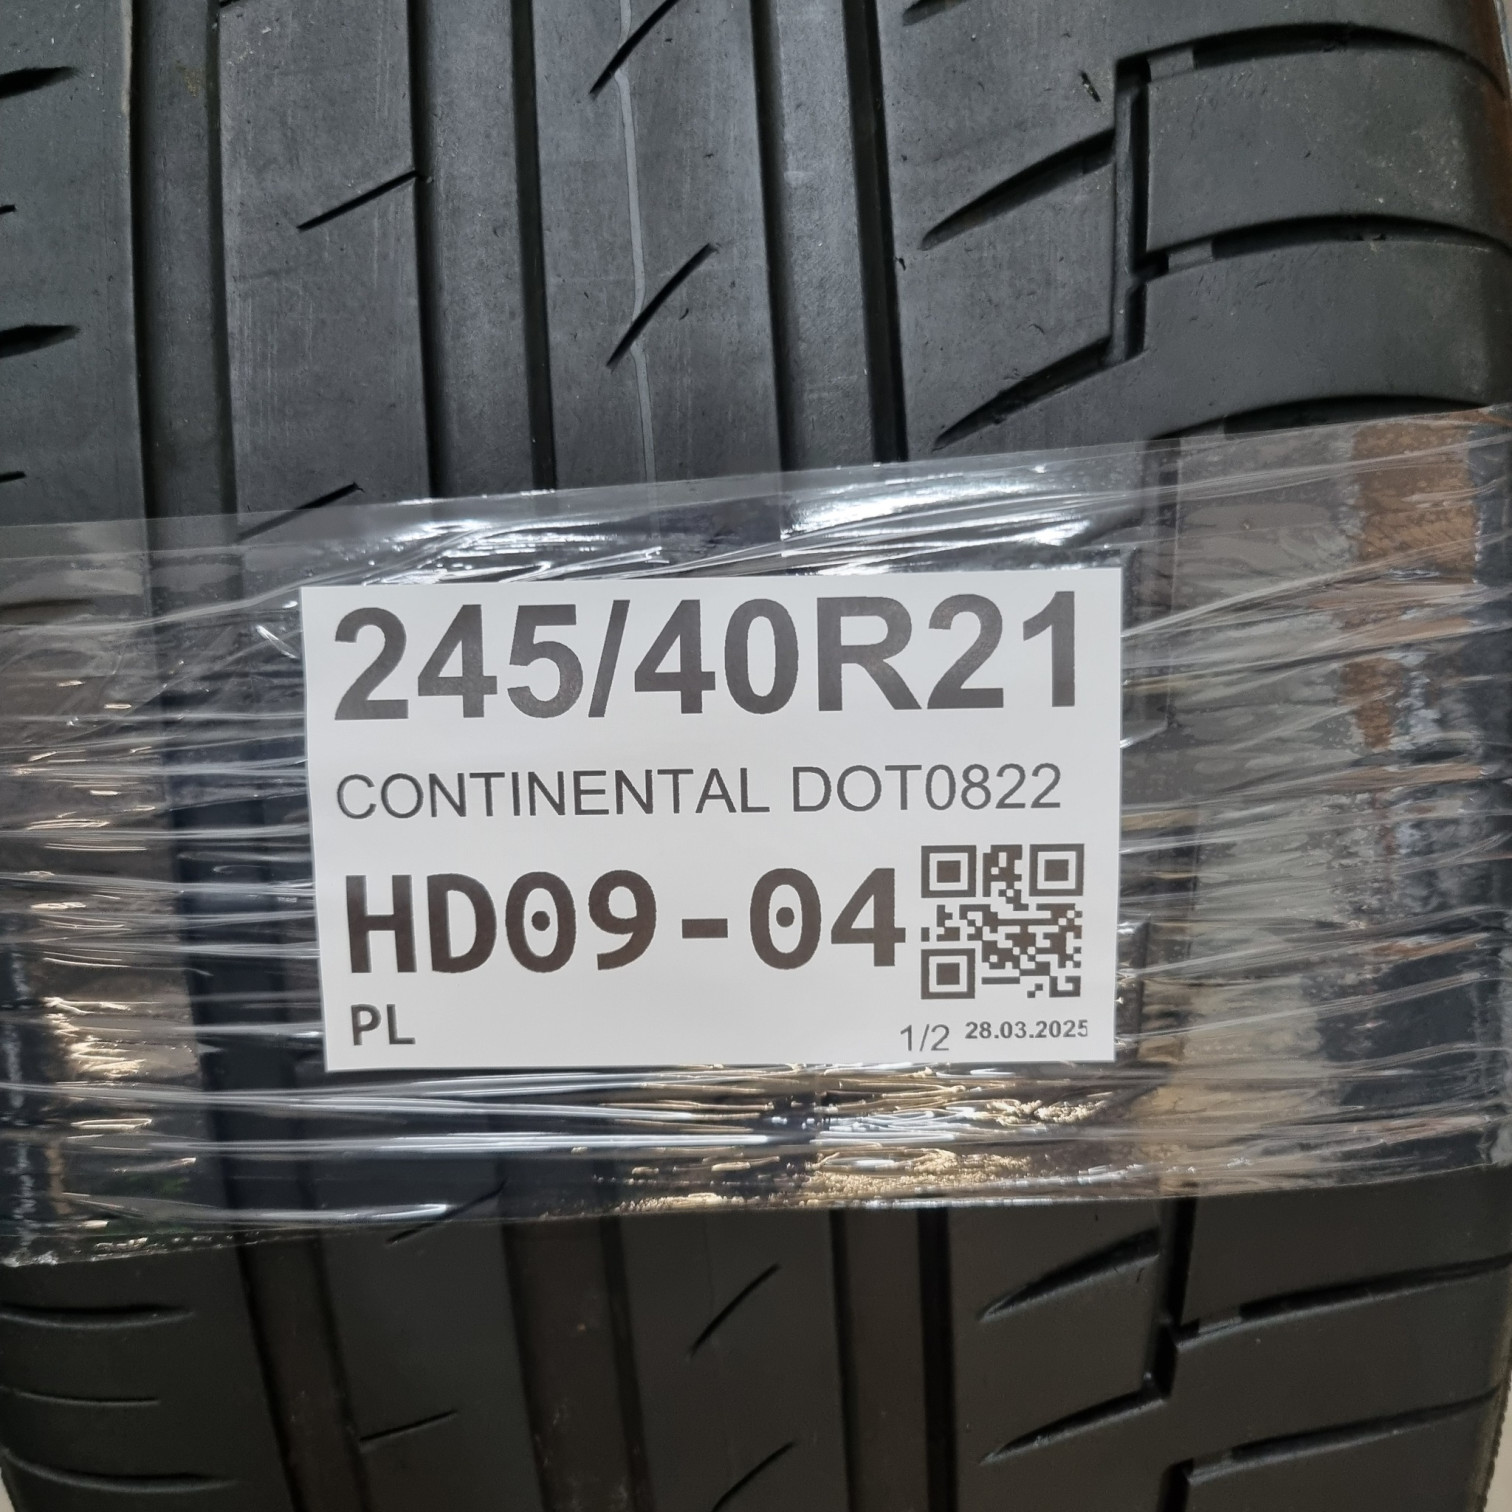 245/40R21
CONTINENTAL DOT0822
HD09-04
PL
1/2 28.03.2025